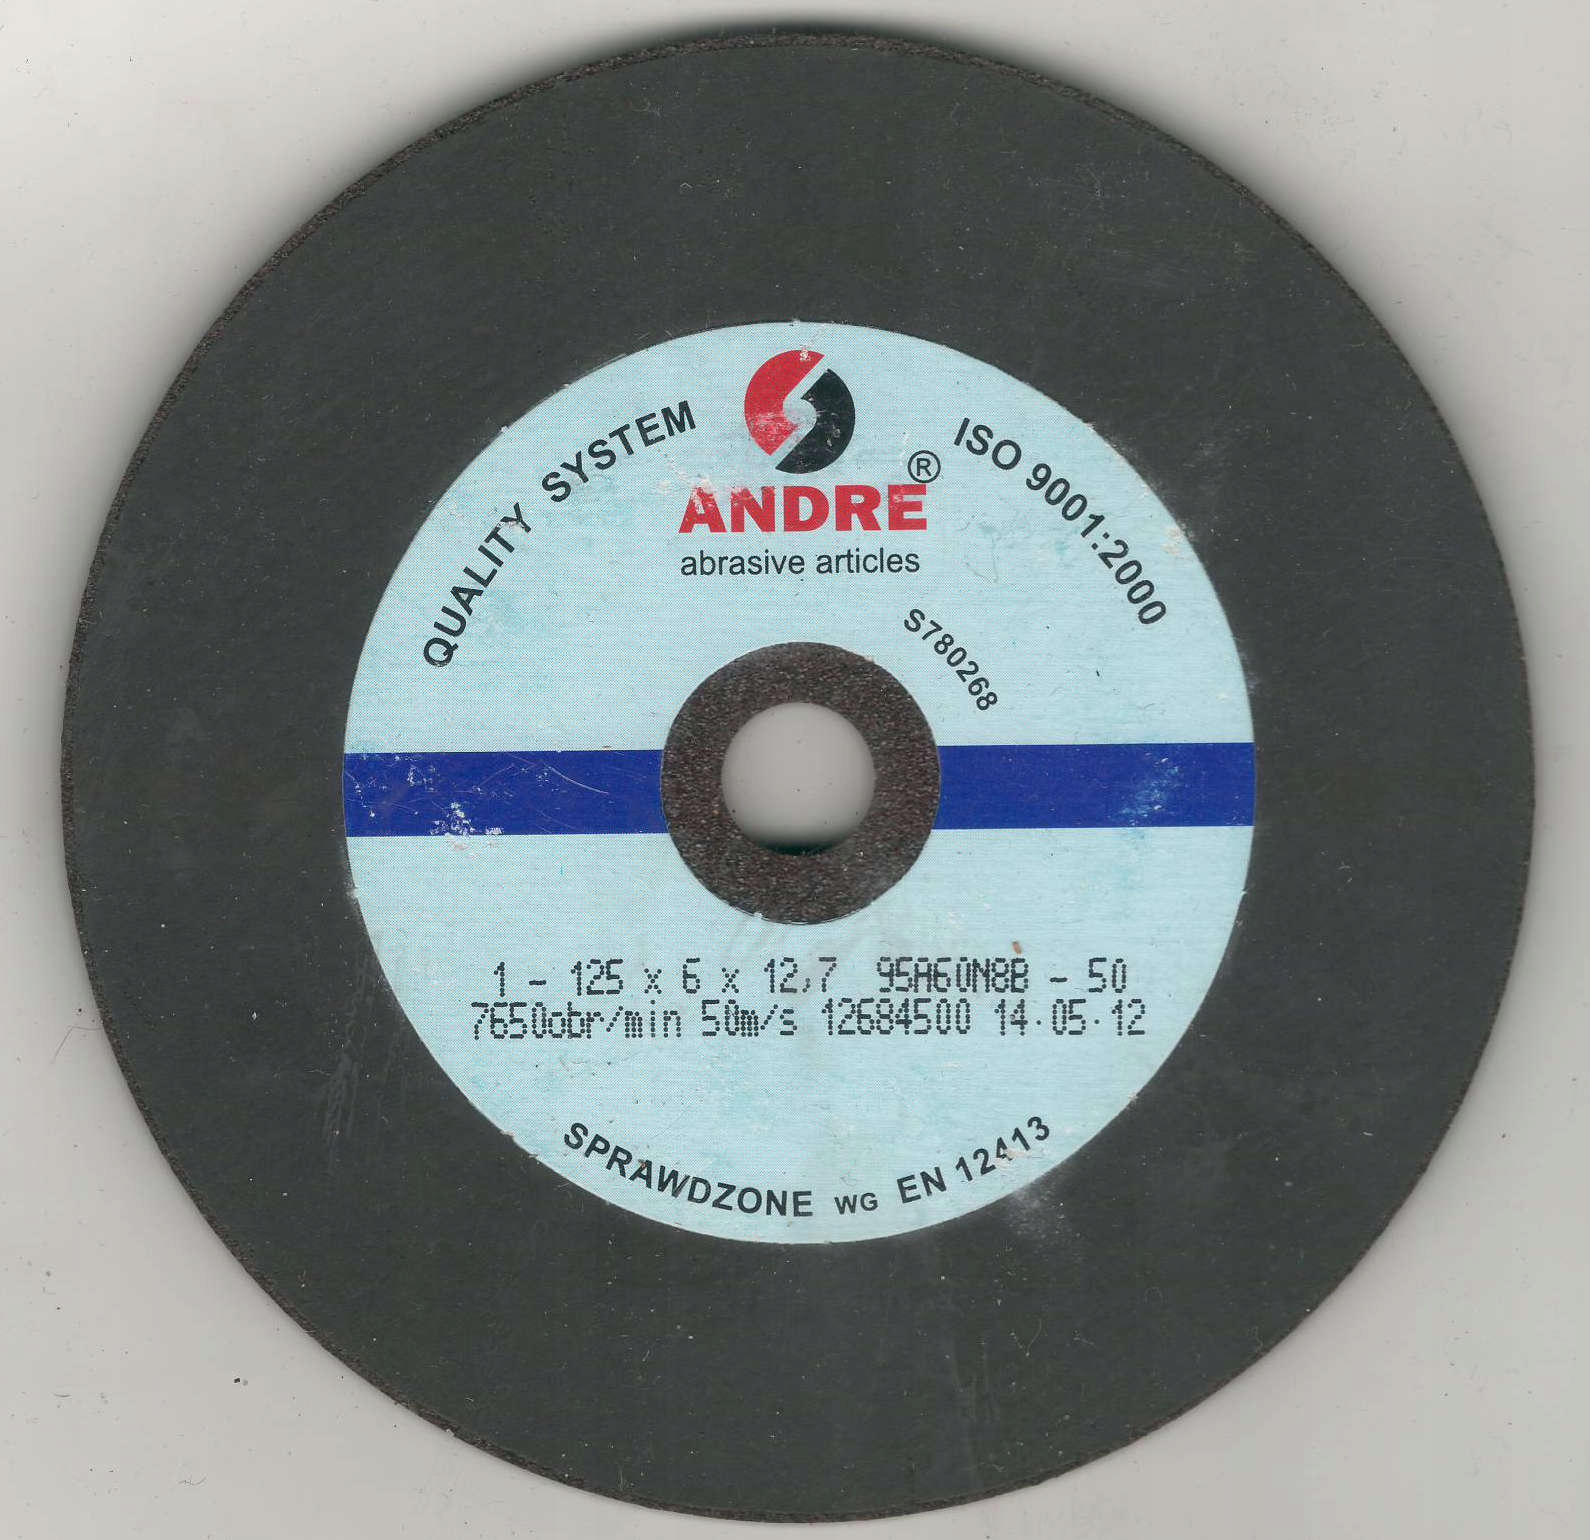 QUALITY SYSTEM
ISO 9001:2000
®
ANDRE
abrasive articles
S780268
1 - 125 x 6 x 12,7 95A60N8B - 50
7650obr/min 50m/s 12684500 14.05.12
SPRAWDZONE WG EN 12413